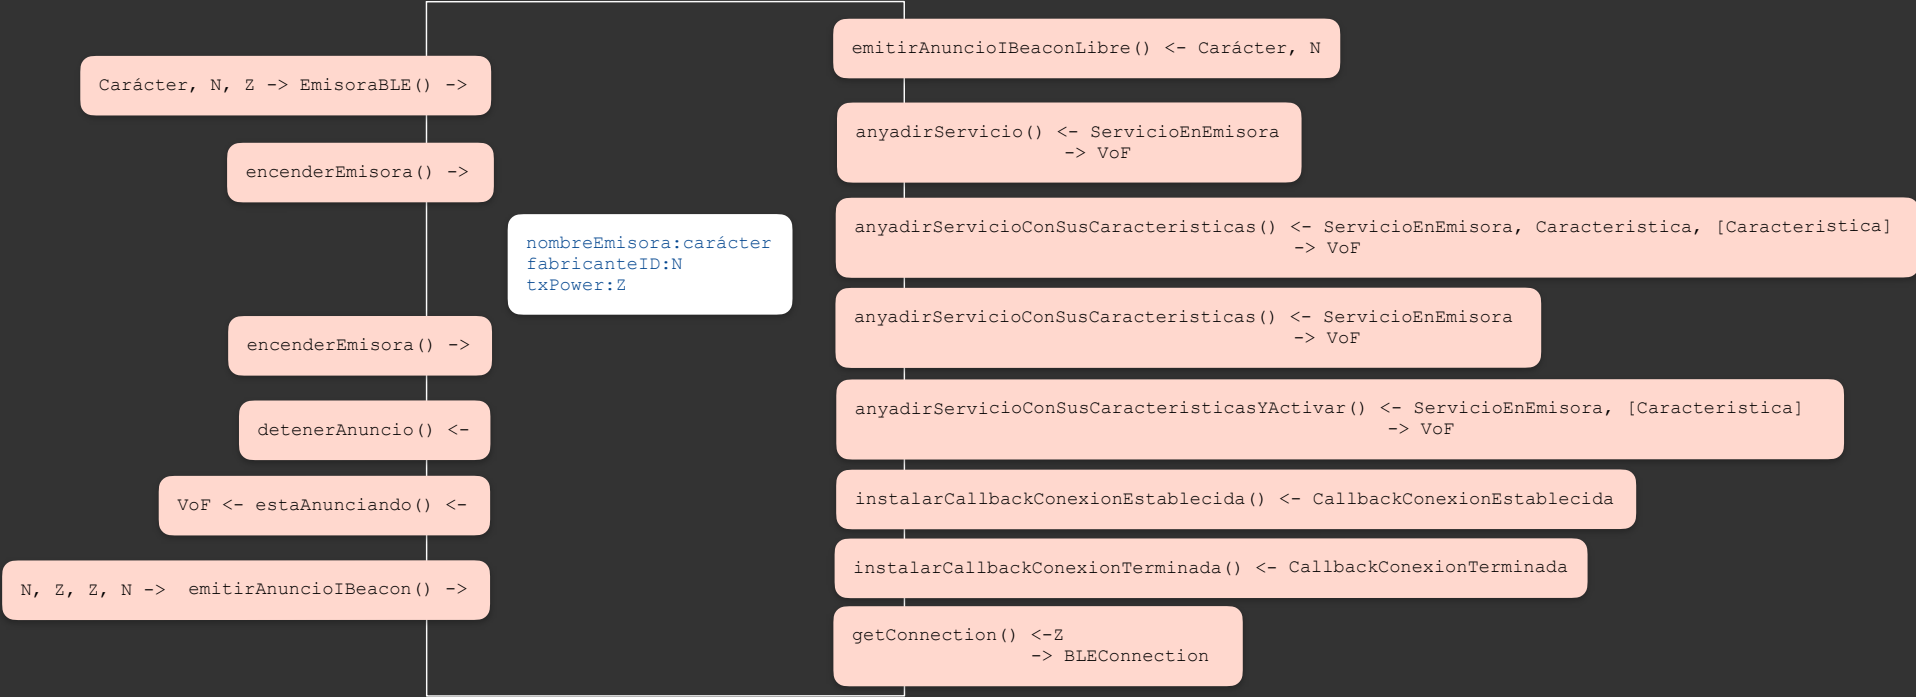 Carácter, N, Z -> EmisoraBLE() ->
encenderEmisora() ->
nombreEmisora:carácter
fabricanteID:N
txPower:Z
encenderEmisora() ->
detenerAnuncio() <-
VoF <- estaAnunciando() <-
N, Z, Z, N -> emitirAnuncioIBeacon() ->
emitirAnuncioIBeaconLibre() <- Carácter, N
anyadirServicio() <- ServicioEnEmisora
-> VoF
anyadirServicioConSusCaracteristicas() <- ServicioEnEmisora, Caracteristica, [Caracteristica]
-> VoF
anyadirServicioConSusCaracteristicas() <- ServicioEnEmisora
-> VoF
anyadirServicioConSusCaracteristicasYActivar() <- ServicioEnEmisora, [Caracteristica]
-> VoF
instalarCallbackConexionEstablecida() <- CallbackConexionEstablecida
instalarCallbackConexionTerminada() <- CallbackConexionTerminada
getConnection() <-Z
-> BLEConnection